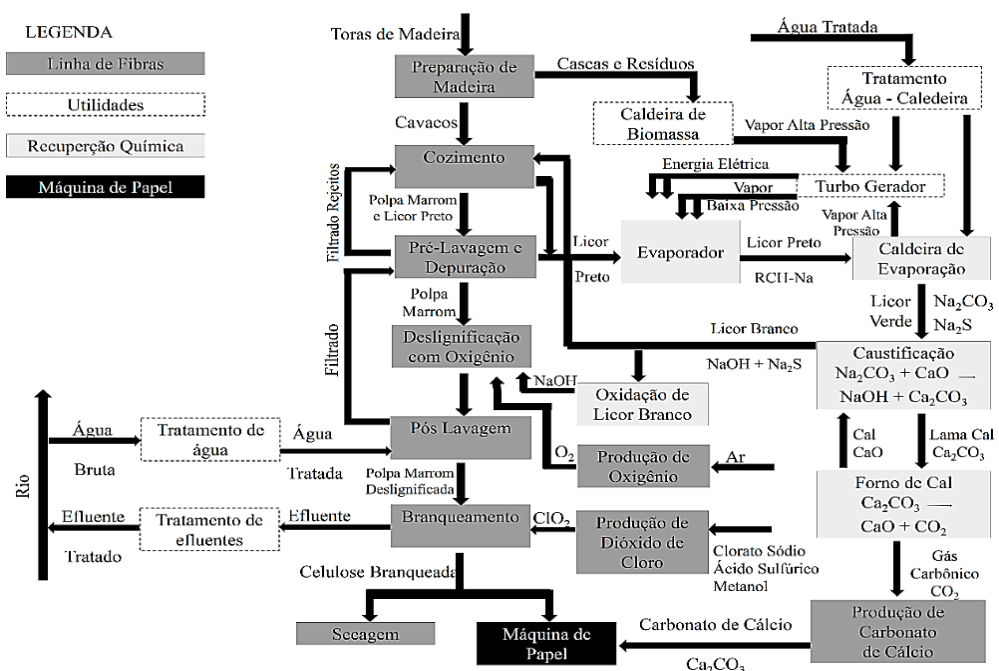 LEGENDA
Linha de Fibras
Utilidades
Recuperção Química
Máquina de Papel
Toras de Madeira
Preparação de
Madeira
Cascas e Resíduos
Água Tratada
Tratamento
Água - Caledeira
Caldeira de
Biomassa
Vapor Alta Pressão
Cavacos
Cozimento
Energia Elétrica
Turbo Gerador
Vapor
Baixa Pressão
Vapor Alta
Pressão
Filtrado Rejeitos
Polpa Marrom
e Licor Preto
Pré-Lavagem e
Depuração
Licor
Preto
Evaporador
Licor Preto
RCH-Na
Caldeira de
Evaporação
Polpa
Marrom
Licor
Verde
Na₂CO₃
Na₂S
Filtrado
Deslignificação
com Oxigênio
Licor Branco
NaOH + Na₂S
Caustificação
Na₂CO₃ + CaO —
NaOH + Ca₂CO₃
NaOH
Oxidação de
Licor Branco
Rio
Água
Bruta
Tratamento de
água
Água
Tratada
Pós Lavagem
O₂
Produção de
Oxigênio
Ar
Cal
CaO
Lama Cal
Ca₂CO₃
Polpa Marrom
Deslignificada
Forno de Cal
Ca₂CO₃ —
CaO + CO₂
Efluente
Tratado
Tratamento de
efluentes
Efluente
Branqueamento
ClO₂
Produção de
Dióxido de
Cloro
Clorato Sódio
Ácido Sulfúrico
Metanol
Gás
Carbônico
CO₂
Celulose Branqueada
Secagem
Máquina de
Papel
Carbonato de Cálcio
Ca₂CO₃
Produção de
Carbonato
de Cálcio